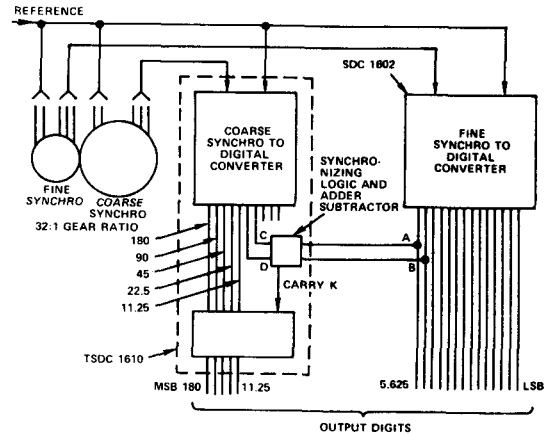 REFERENCE
SDC 1602
COARSE
SYNCHRO TO
DIGITAL
CONVERTER
FINE
SYNCHRO TO
DIGITAL
CONVERTER
SYNCHRO-
NIZING
LOGIC AND
ADDER
SUBTRACTOR
FINE
SYNCHRO
COARSE
SYNCHRO
32:1 GEAR RATIO
180
90
45
22.5
11.25
C
D
A
B
CARRY K
TSDC 1610
MSB 180
11.25
5.625
LSB
OUTPUT DIGITS